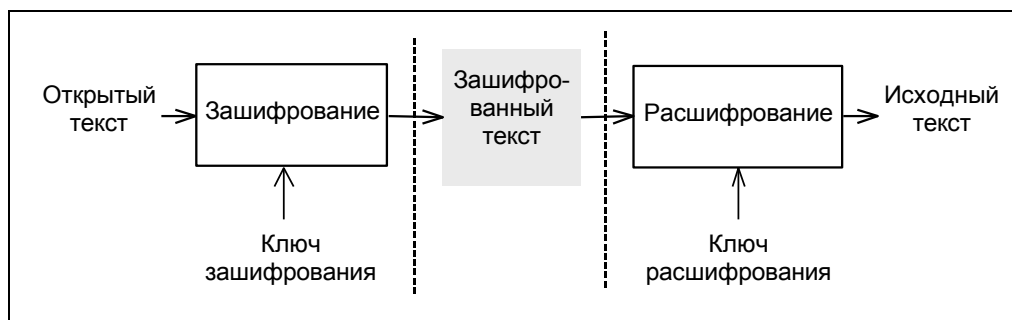 Открытый
текст
Зашифрование
Зашифро-
ванный
текст
Расшифрование
Исходный
текст
Ключ
зашифрования
Ключ
расшифрования